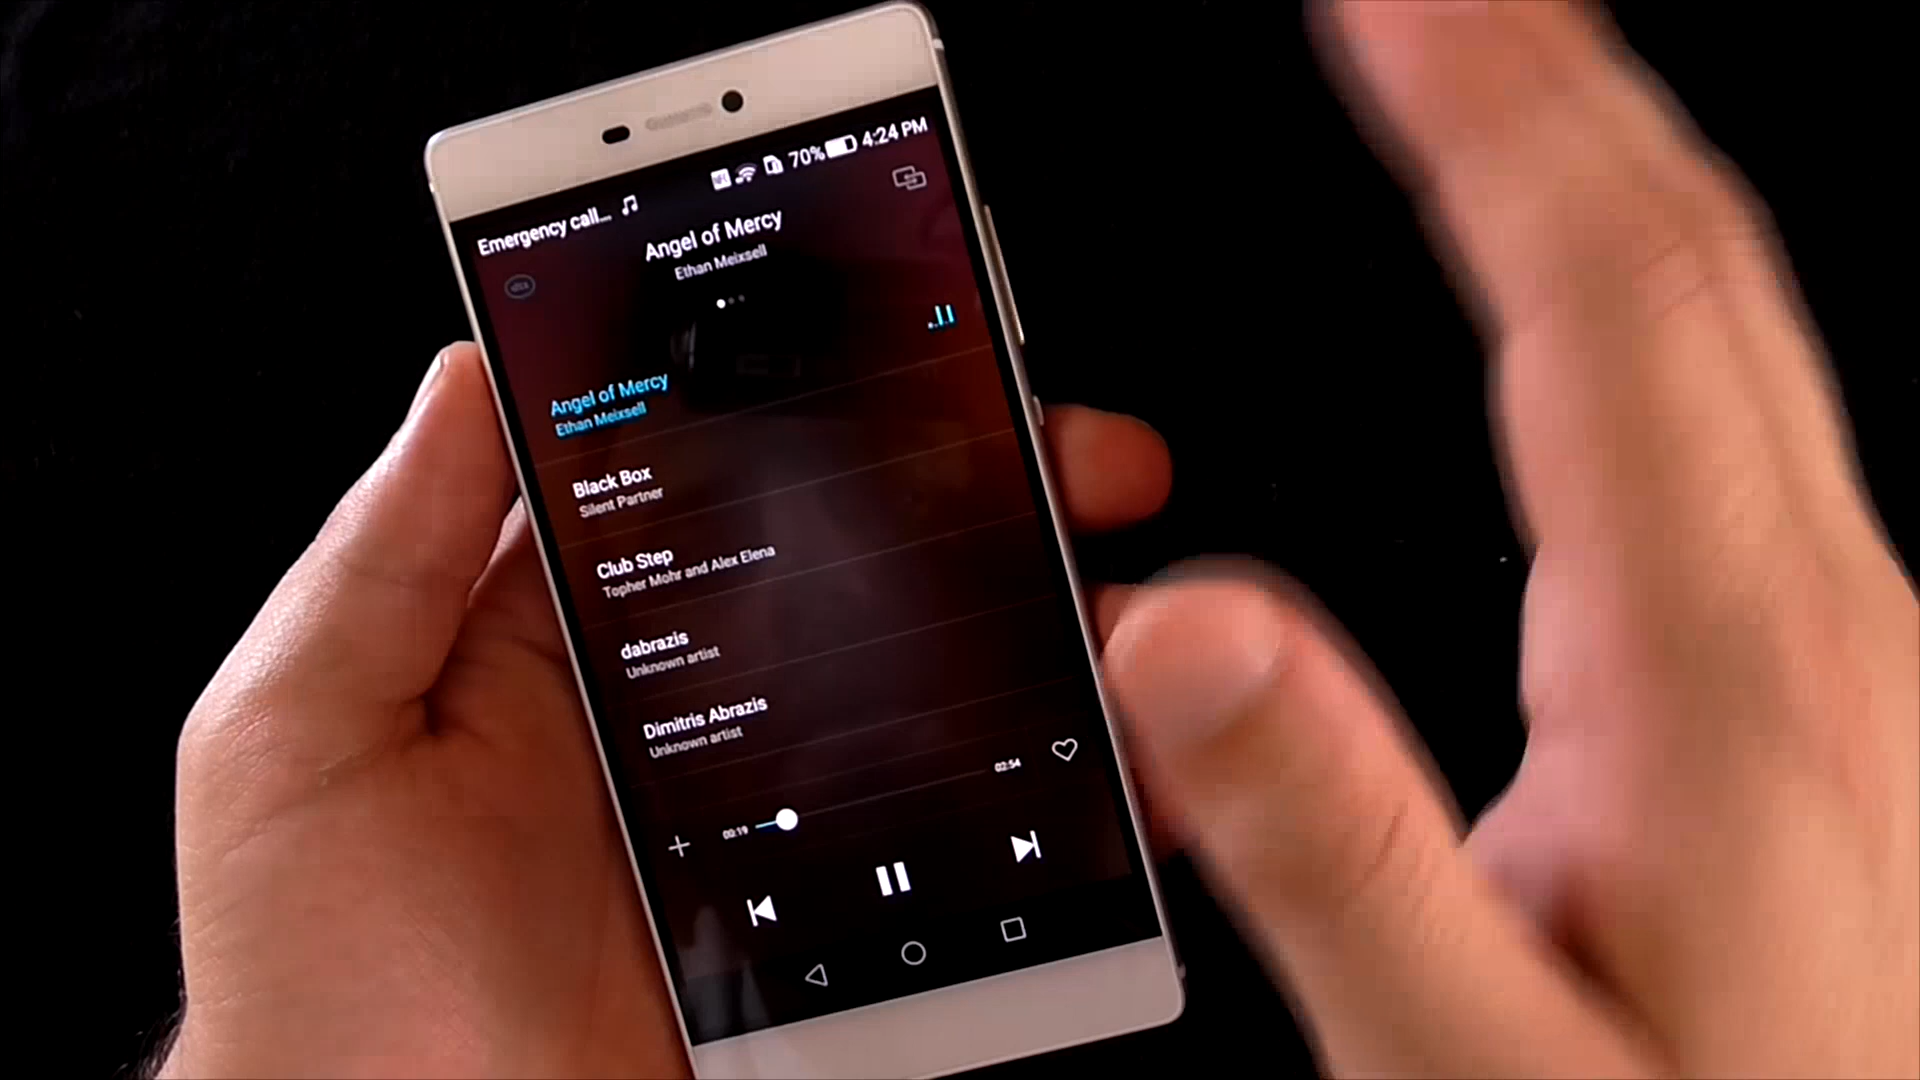 Emergency call... 70% 4:24 PM
Angel of Mercy
Ethan Meixsell
Angel of Mercy
Ethan Meixsell
Black Box
Silent Partner
Club Step
Topher Mohr and Alex Elena
dabrazis
Unknown artist
Dimitris Abrazis
Unknown artist
00:19 02:54